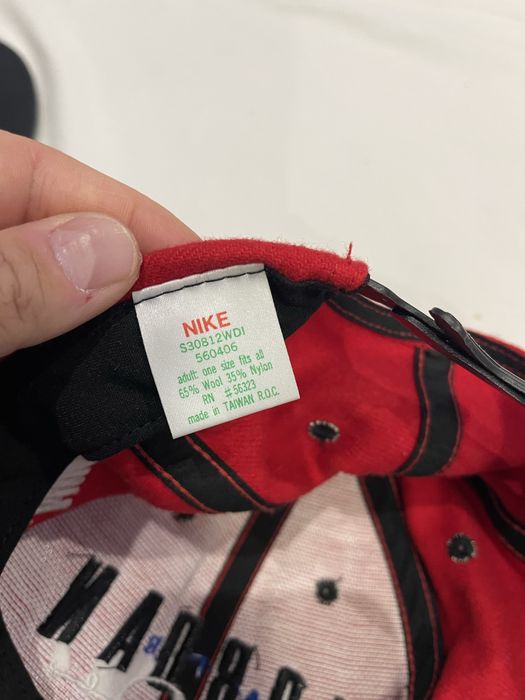 NIKE
S30812WDI
560406
adult one size fits all
65% Wool 35% Nylon
RN #56323
made in TAIWAN R.O.C.